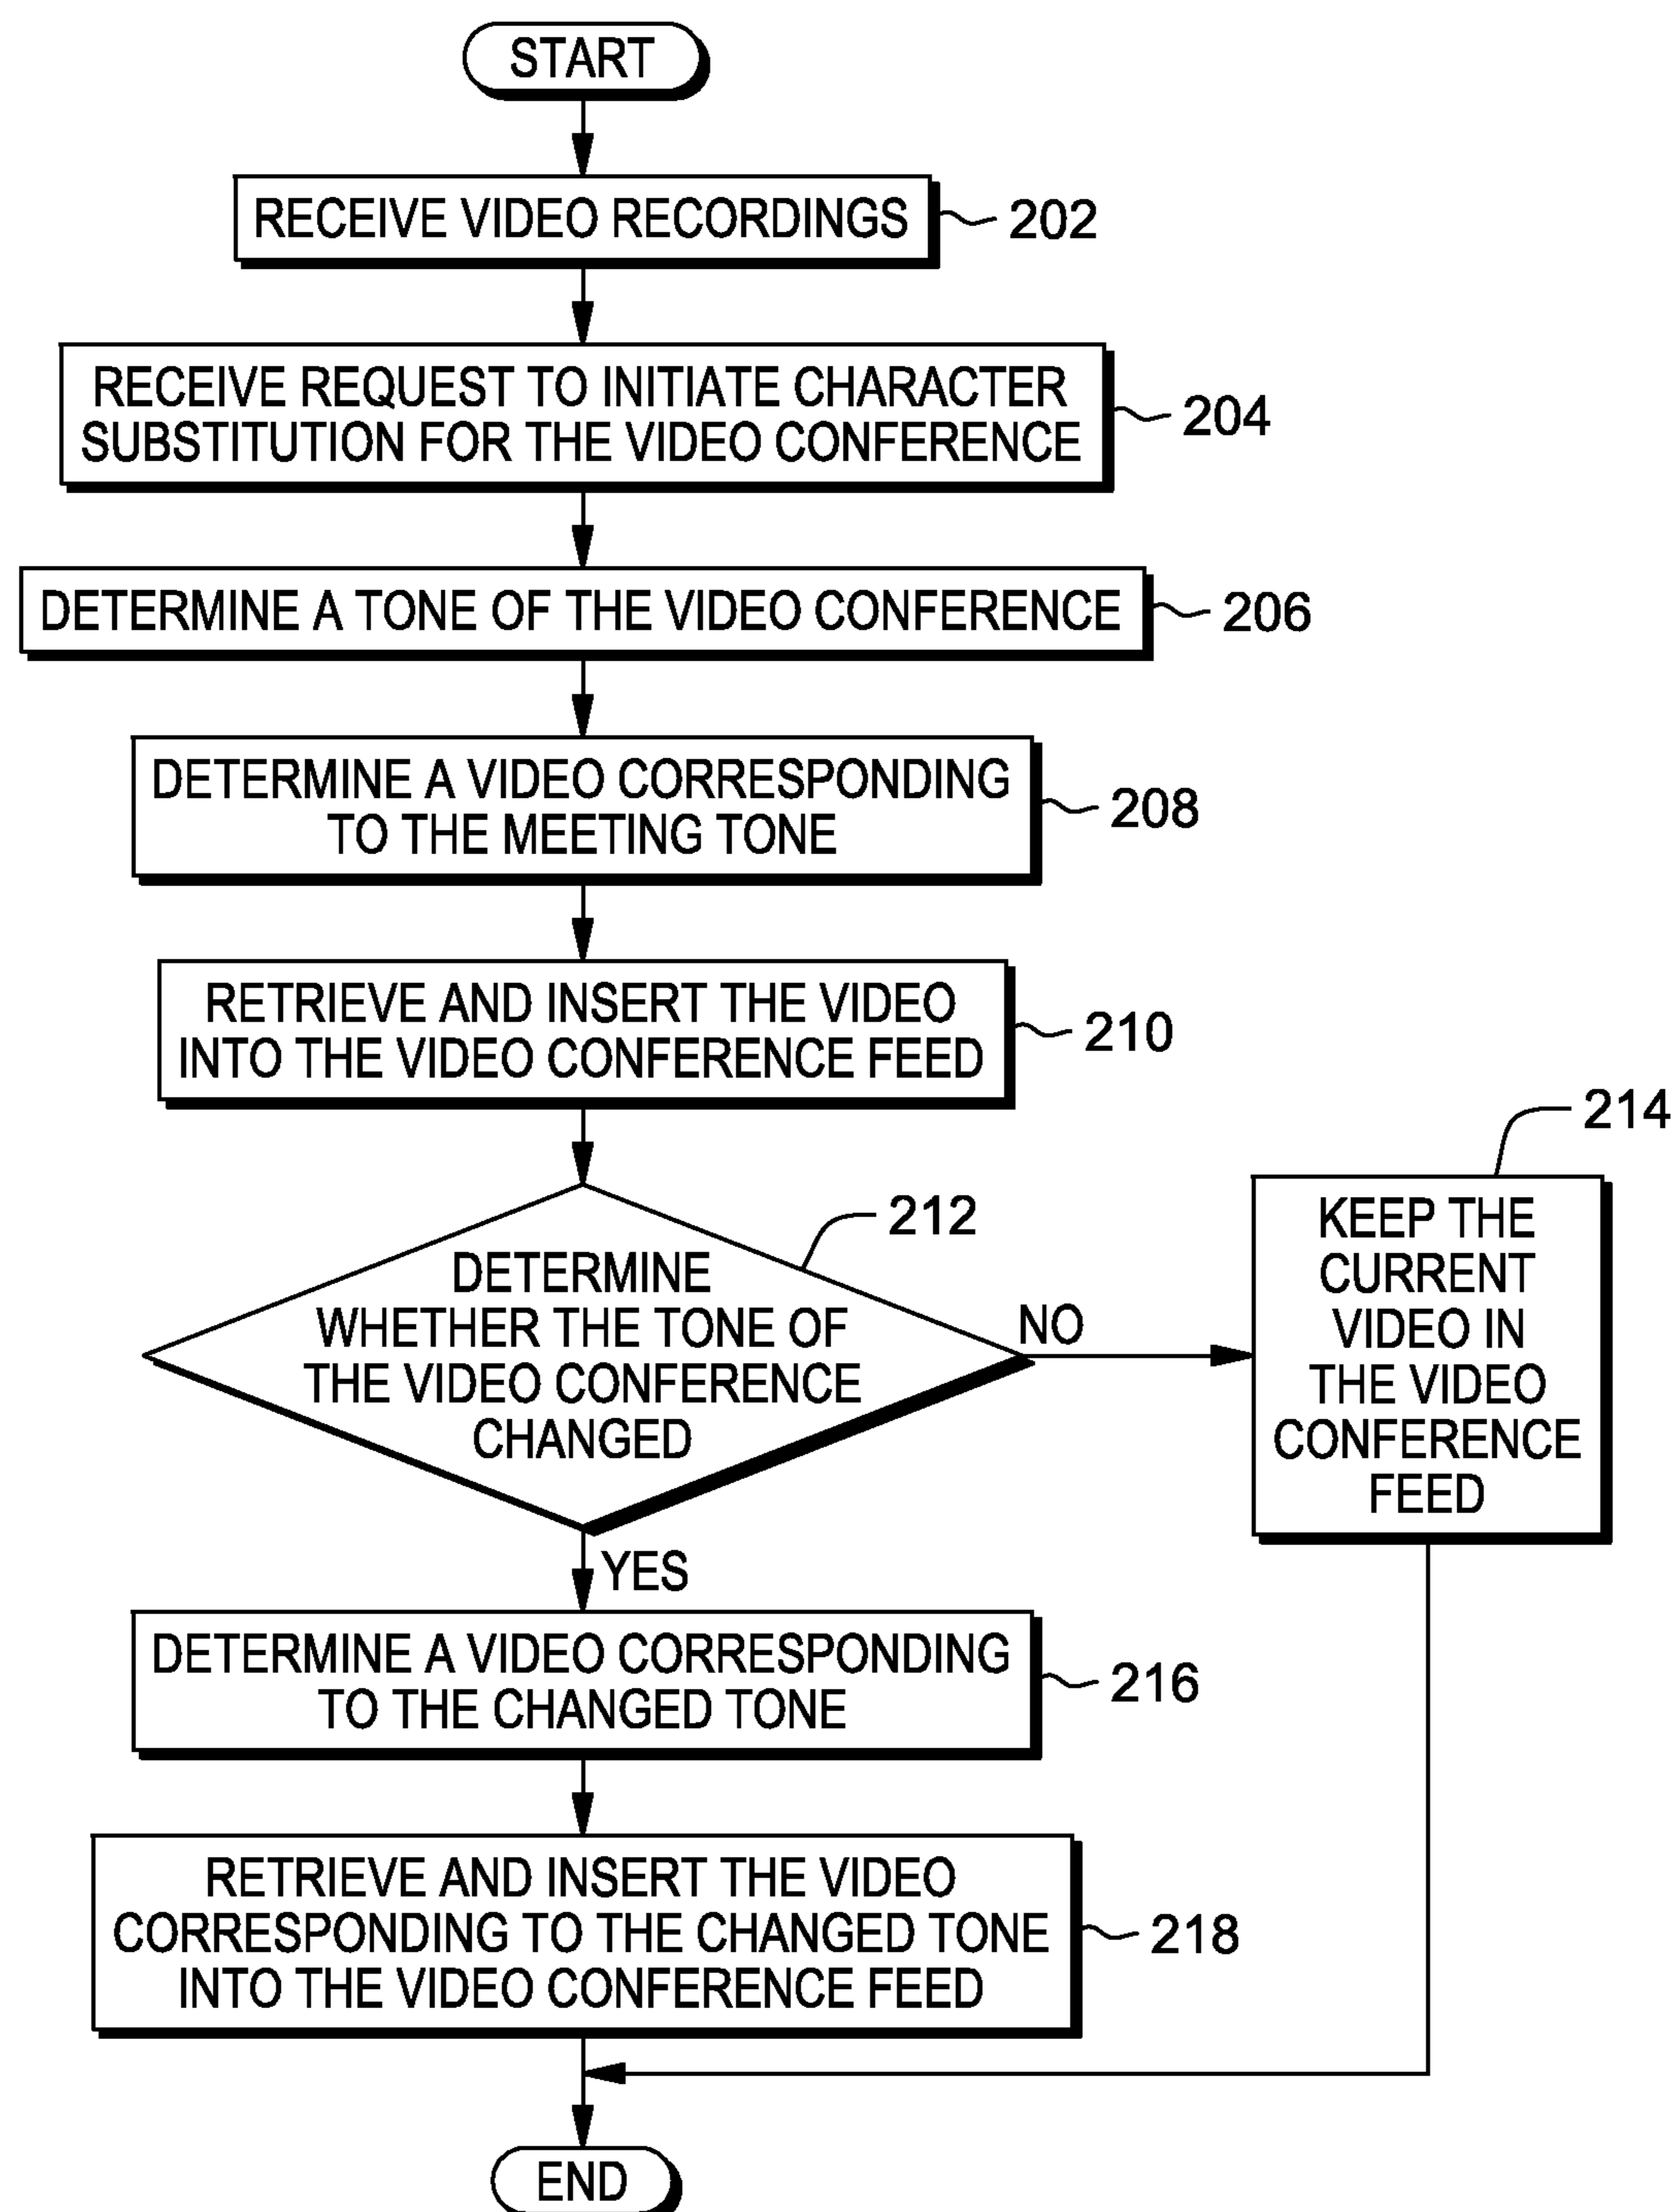 START
RECEIVE VIDEO RECORDINGS
202
RECEIVE REQUEST TO INITIATE CHARACTER
SUBSTITUTION FOR THE VIDEO CONFERENCE
204
DETERMINE A TONE OF THE VIDEO CONFERENCE
206
DETERMINE A VIDEO CORRESPONDING
TO THE MEETING TONE
208
RETRIEVE AND INSERT THE VIDEO
INTO THE VIDEO CONFERENCE FEED
210
DETERMINE
WHETHER THE TONE OF
THE VIDEO CONFERENCE
CHANGED
212
NO
KEEP THE
CURRENT
VIDEO IN
THE VIDEO
CONFERENCE
FEED
214
YES
DETERMINE A VIDEO CORRESPONDING
TO THE CHANGED TONE
216
RETRIEVE AND INSERT THE VIDEO
CORRESPONDING TO THE CHANGED TONE
INTO THE VIDEO CONFERENCE FEED
218
END